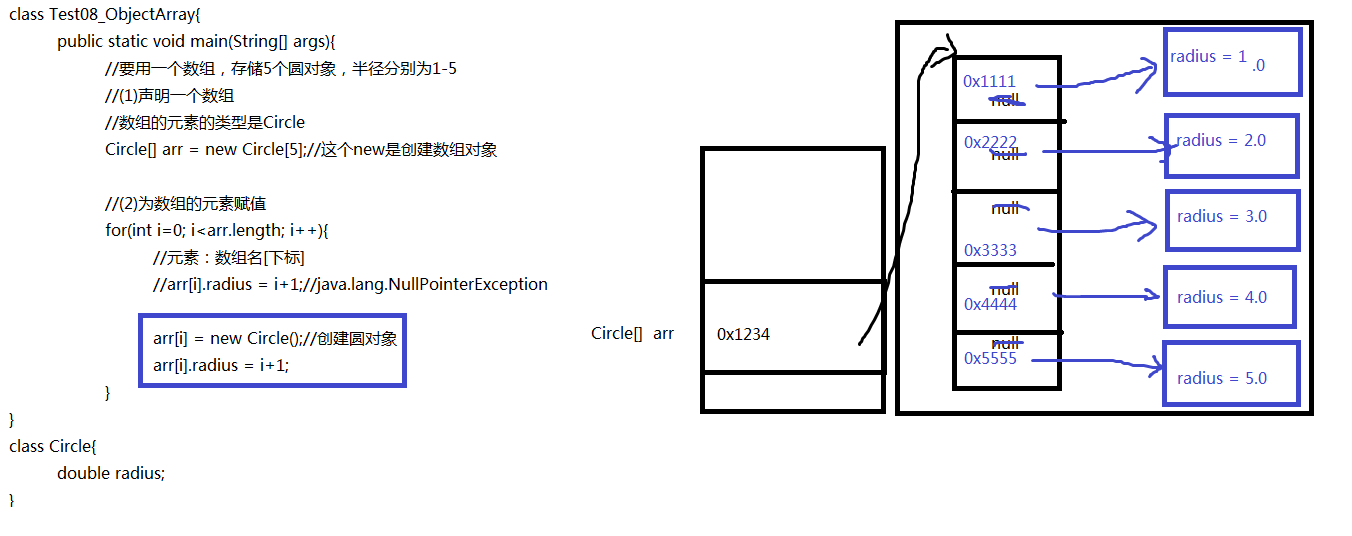 class Test08_ObjectArray{
public static void main(String[] args){
//要用一个数组，存储5个圆对象，半径分别为1-5
//(1)声明一个数组
//数组的元素的类型是Circle
Circle[] arr = new Circle[5];//这个new是创建数组对象
//(2)为数组的元素赋值
for(int i=0; i<arr.length; i++){
//元素：数组名[下标]
//arr[i].radius = i+1;//java.lang.NullPointerException
arr[i] = new Circle();//创建圆对象
arr[i].radius = i+1;
}
}
class Circle{
double radius;
}
Circle[] arr
0x1234
0x1111
null
0x2222
null
null
0x3333
null
0x4444
null
0x5555
radius = 1
.0
radius = 2.0
radius = 3.0
radius = 4.0
radius = 5.0